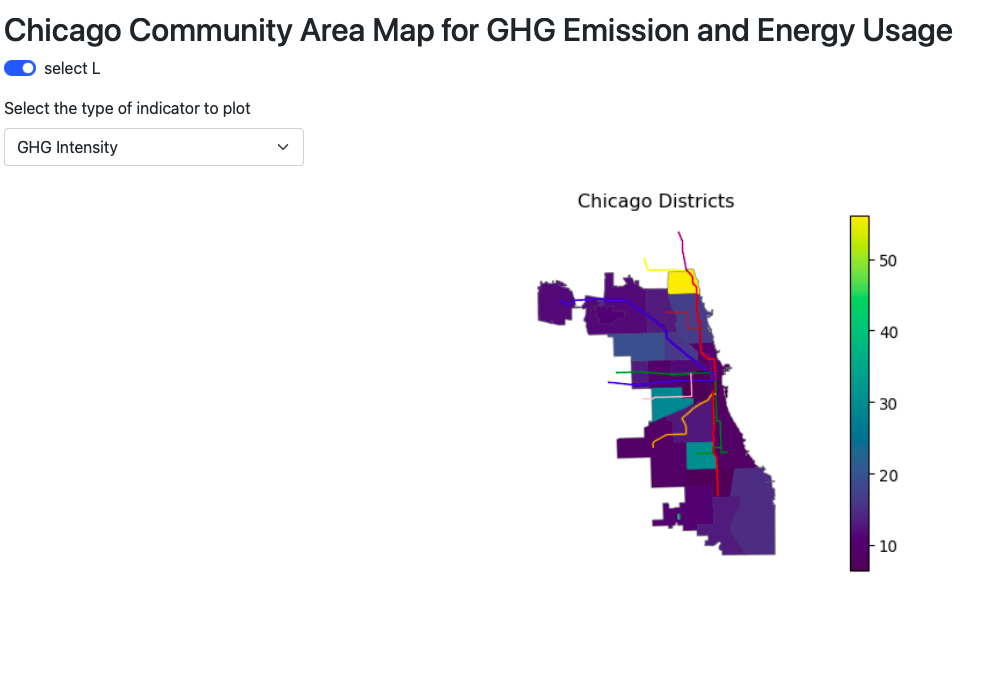 Chicago Community Area Map for GHG Emission and Energy Usage
select L
Select the type of indicator to plot
GHG Intensity
Chicago Districts
50
40
30
20
10